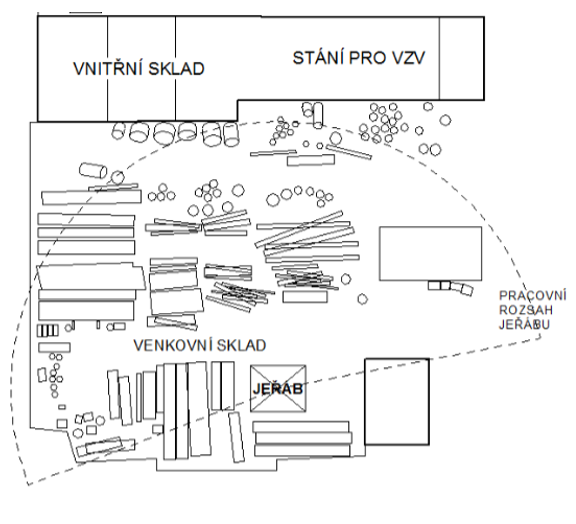 VNITŘNÍ SKLAD
STÁNÍ PRO VZV
PRACOVNÍ
ROZSAH
JEŘÁBU
VENKOVNÍ SKLAD
JEŘÁB